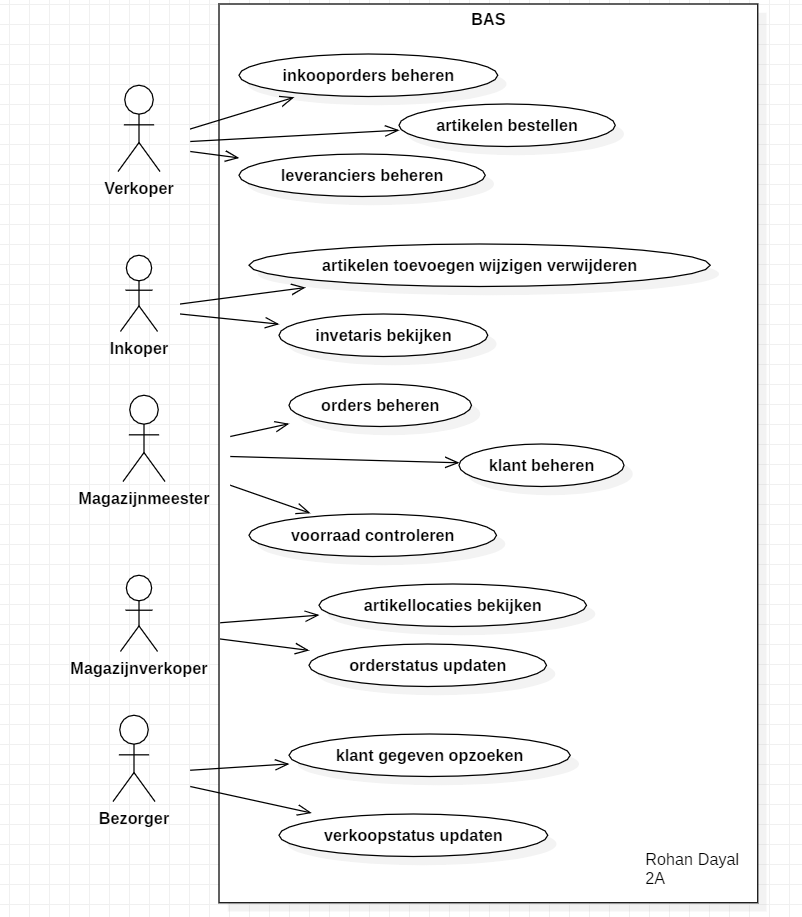 BAS
inkooporders beheren
artikelen bestellen
Verkoper
leveranciers beheren
artikelen toevoegen wijzigen verwijderen
invetaris bekijken
Inkoper
orders beheren
klant beheren
Magazijnmeester
voorraad controleren
artikellocaties bekijken
orderstatus updaten
Magazijnverkoper
klant gegeven opzoeken
Bezorger
verkoopstatus updaten
Rohan Dayal
2A